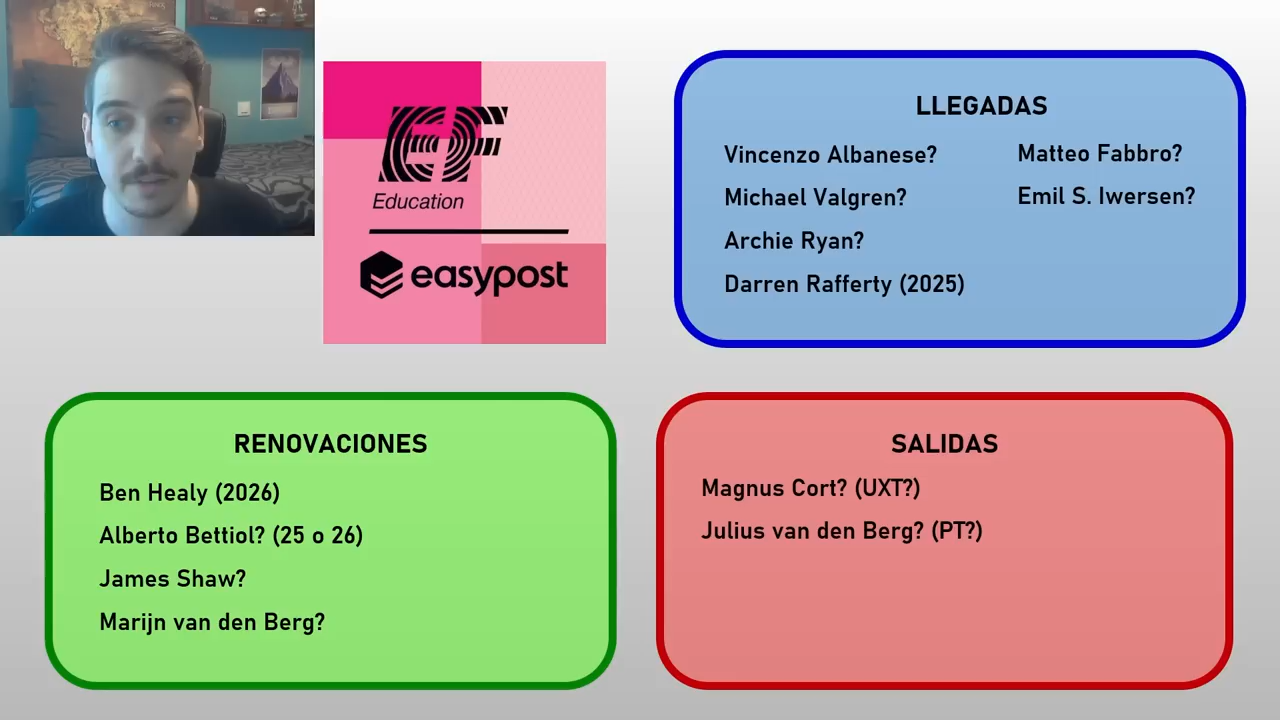 EF
Education
easypost
LLEGADAS
Vincenzo Albanese?
Michael Valgren?
Archie Ryan?
Darren Rafferty (2025)
Matteo Fabbro?
Emil S. Iwersen?
RENOVACIONES
Ben Healy (2026)
Alberto Bettiol? (25 o 26)
James Shaw?
Marijn van den Berg?
SALIDAS
Magnus Cort? (UXT?)
Julius van den Berg? (PT?)